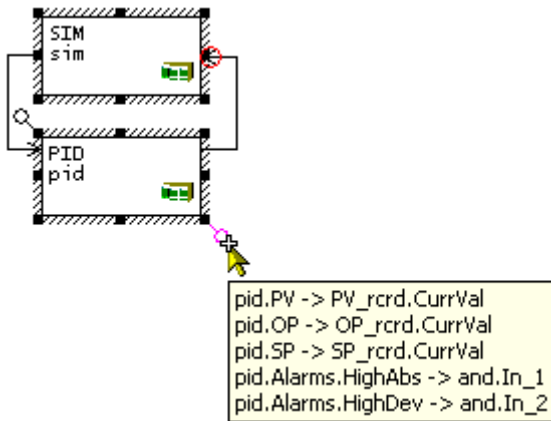 SIM
sim
PID
pid
pid.PV -> PV_rcrd.CurrVal
pid.OP -> OP_rcrd.CurrVal
pid.SP -> SP_rcrd.CurrVal
pid.Alarms.HighAbs -> and.In_1
pid.Alarms.HighDev -> and.In_2